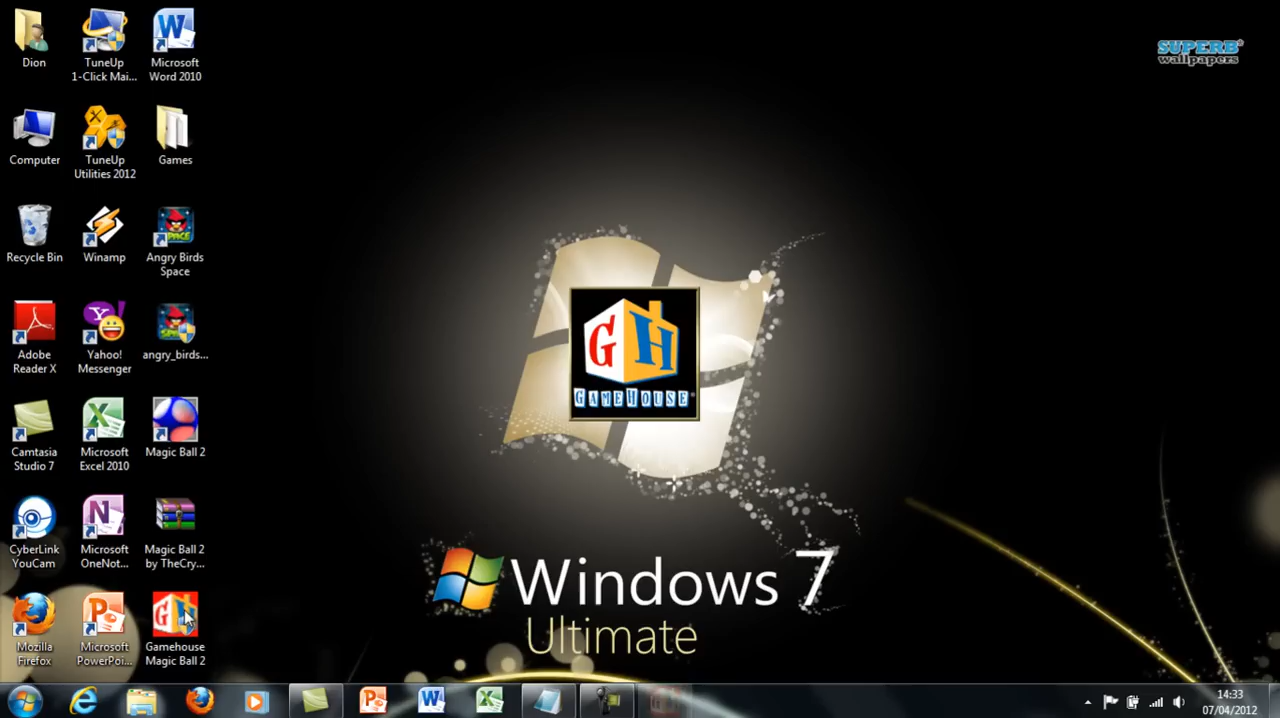 Dion
TuneUp
1-Click Mai...
Microsoft
Word 2010
Computer
TuneUp
Utilities 2012
Games
Recycle Bin
Winamp
Angry Birds
Space
Adobe
Reader X
Yahoo!
Messenger
angry_birds...
Camtasia
Studio 7
Microsoft
Excel 2010
Magic Ball 2
CyberLink
YouCam
Microsoft
OneNot...
Magic Ball 2
by TheCry...
Mozilla
Firefox
Microsoft
PowerPoi...
Gamehouse
Magic Ball 2
SUPERB
wallpapers
GH
GAMEHOUSE
Windows 7
Ultimate
14:33
07/04/2012